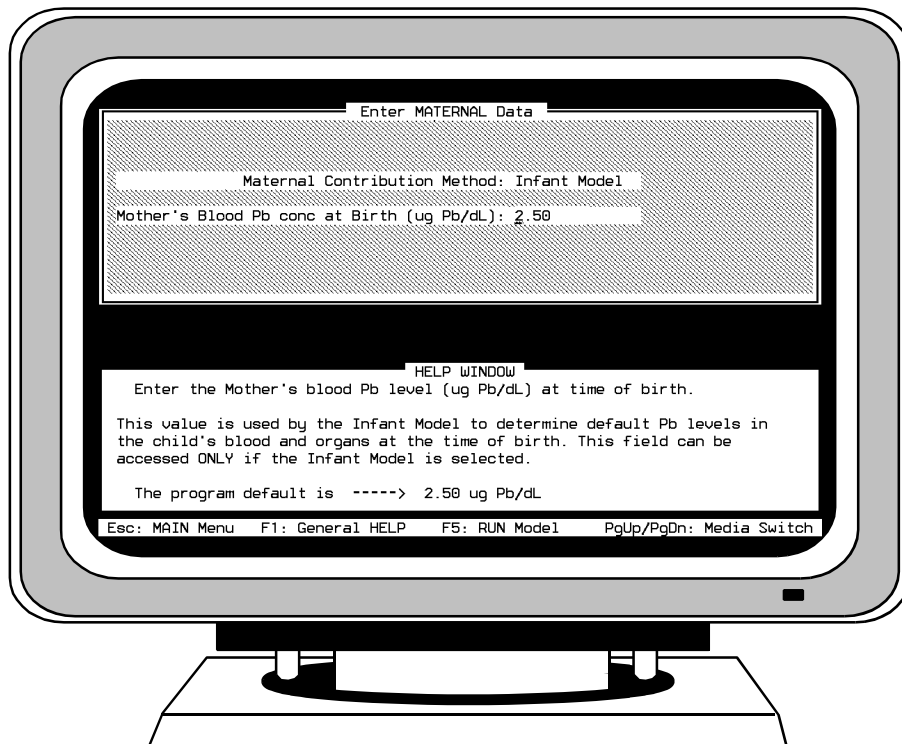 Enter MATERNAL Data
Maternal Contribution Method: Infant Model
Mother's Blood Pb conc at Birth (ug Pb/dL): 2.50
HELP WINDOW
Enter the Mother's blood Pb level (ug Pb/dL) at time of birth.
This value is used by the Infant Model to determine default Pb levels in
the child's blood and organs at the time of birth. This field can be
accessed ONLY if the Infant Model is selected.
The program default is -----> 2.50 ug Pb/dL
Esc: MAIN Menu F1: General HELP F5: RUN Model PgUp/PgDn: Media Switch